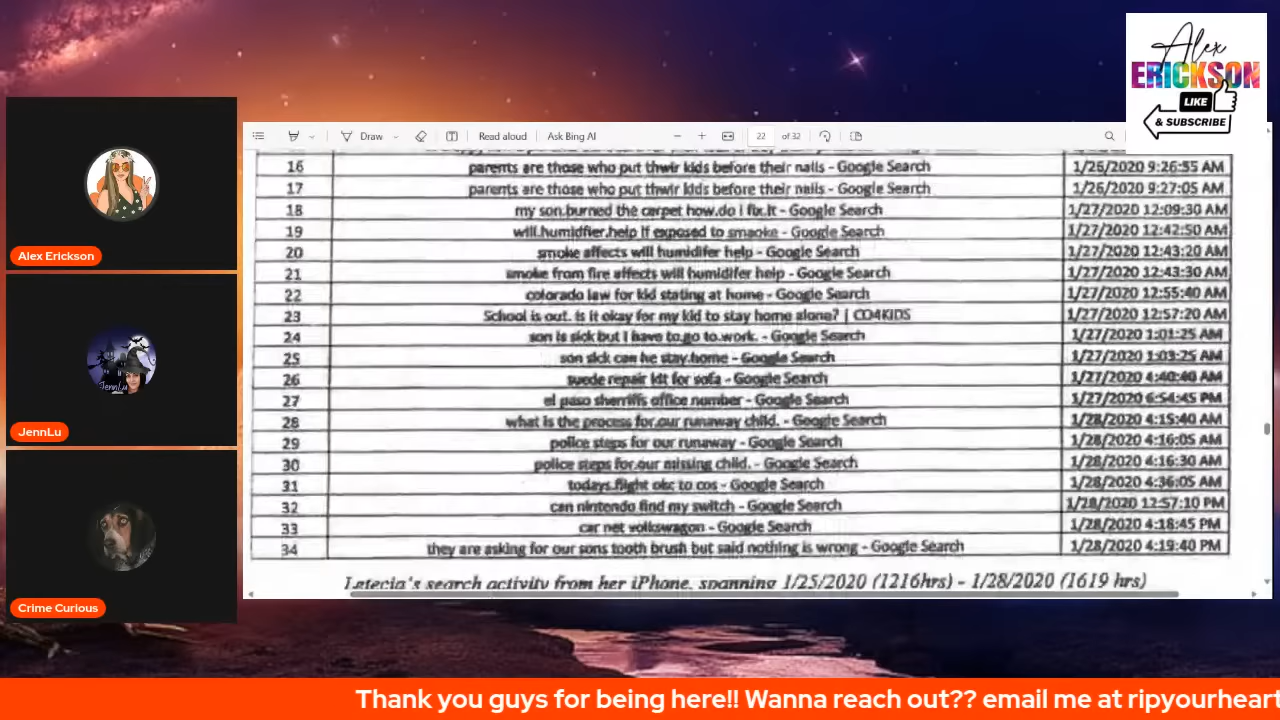 Alex
ERICKSON
LIKE
& SUBSCRIBE
Draw
Read aloud
Ask Bing AI
22 of 32
16 parents are those who put thwir kids before their nails - Google Search 1/26/2020 9:26:55 AM
17 parents are those who put thwir kids before their nails - Google Search 1/26/2020 9:27:05 AM
18 my son.burned the carpet how.do i fix.it - Google Search 1/27/2020 12:09:30 AM
19 will.humidfier.help if exposed to smaoke - Google Search 1/27/2020 12:42:50 AM
20 smoke affects will humidifer help - Google Search 1/27/2020 12:43:20 AM
21 smoke from fire affects will humidifer help - Google Search 1/27/2020 12:43:30 AM
22 colorado law for kid stating at home - Google Search 1/27/2020 12:55:40 AM
23 School is out. is it okay for my kid to stay home alone? | CO4KIDS 1/27/2020 12:57:20 AM
24 son is sick but i have to.go to.work. - Google Search 1/27/2020 1:01:25 AM
25 son sick can he stay.home - Google Search 1/27/2020 1:03:25 AM
26 suede repair kit for sofa - Google Search 1/27/2020 4:40:40 AM
27 el paso sherriffs office number - Google Search 1/27/2020 6:54:45 PM
28 what is the process for.our runaway child. - Google Search 1/28/2020 4:15:40 AM
29 police steps for our runaway - Google Search 1/28/2020 4:16:05 AM
30 police steps for.our missing child. - Google Search 1/28/2020 4:16:30 AM
31 todays.flight okc to cos - Google Search 1/28/2020 4:36:05 AM
32 can nintendo find my switch - Google Search 1/28/2020 12:57:10 PM
33 car net volkswagon - Google Search 1/28/2020 4:18:45 PM
34 they are asking for our sons tooth brush but said nothing is wrong - Google Search 1/28/2020 4:19:40 PM
Letecia's search activity from her iPhone, spanning 1/25/2020 (1216hrs) - 1/28/2020 (1619 hrs)
Alex Erickson
JennLu
JennLu
Crime Curious
Thank you guys for being here!! Wanna reach out?? email me at ripyourheart